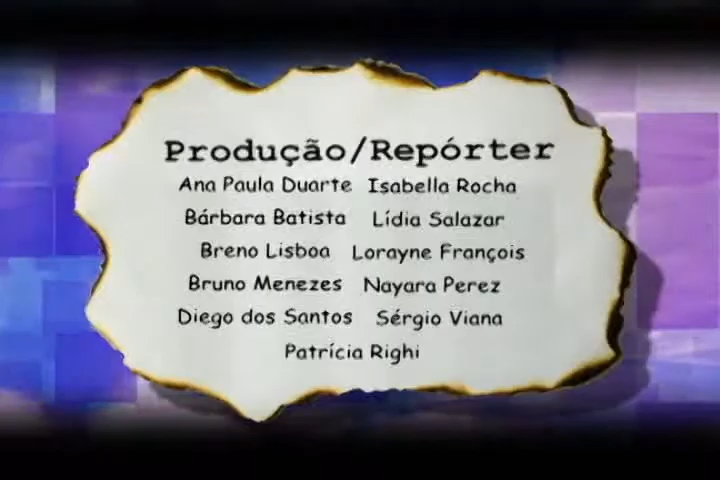 Produção/Repórter
Ana Paula Duarte Isabella Rocha
Bárbara Batista Lídia Salazar
Breno Lisboa Lorayne François
Bruno Menezes Nayara Perez
Diego dos Santos Sérgio Viana
Patrícia Righi